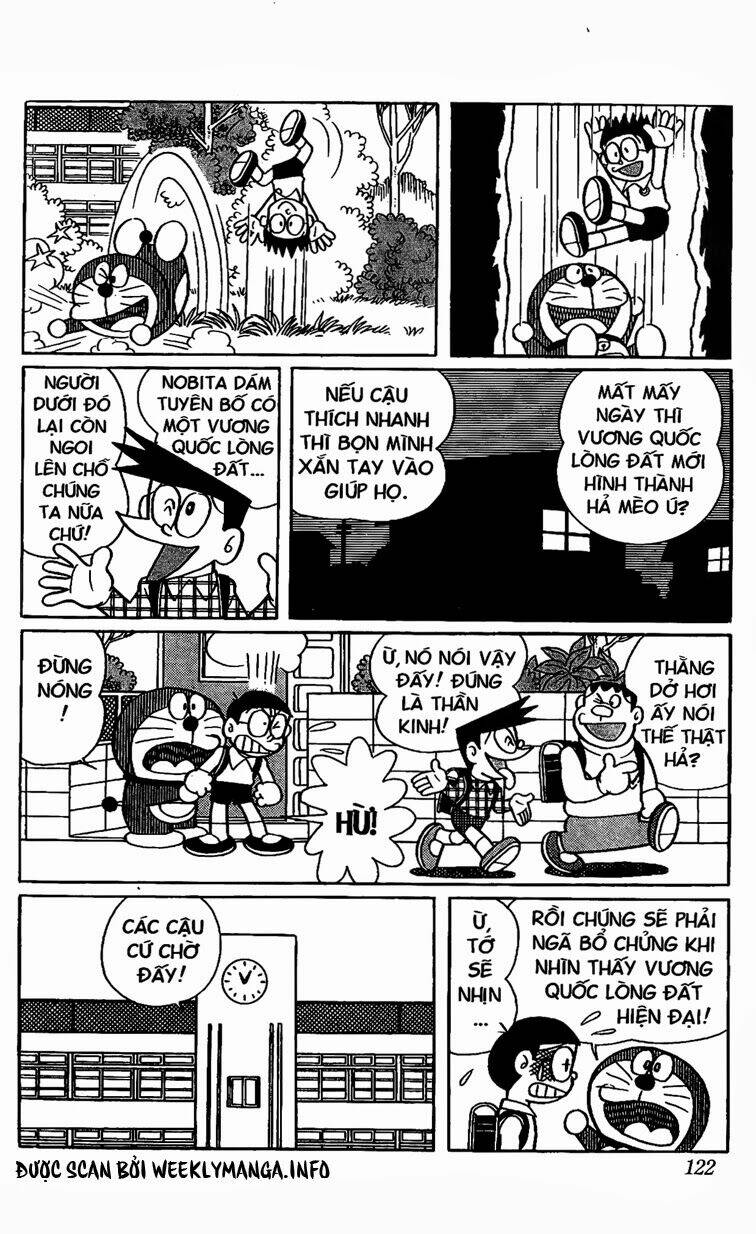 MẤT MẤY
NGÀY THÌ
VƯƠNG QUỐC
LÒNG ĐẤT MỚI
HÌNH THÀNH
HẢ MÈO Ú?
NẾU CẬU
THÍCH NHANH
THÌ BỌN MÌNH
XẮN TAY VÀO
GIÚP HỌ.
NOBITA DÁM
TUYÊN BỐ CÓ
MỘT VƯƠNG
QUỐC LÒNG
ĐẤT...
NGƯỜI
DƯỚI ĐÓ
LẠI CÒN
NGOI
LÊN CHỖ
CHÚNG
TA NỮA
CHỨ!
THẰNG
DỞ HƠI
ẤY NÓI
THẾ THẬT
HẢ?
Ừ, NÓ NÓI VẬY
ĐẤY! ĐÚNG
LÀ THẦN
KINH!
HỪ!
ĐỪNG
NÓNG
!
RỒI CHÚNG SẼ PHẢI
NGÃ BỔ CHỬNG KHI
NHÌN THẤY VƯƠNG
QUỐC LÒNG ĐẤT
HIỆN ĐẠI!
Ừ,
TỚ
SẼ
NHỊN
...
CÁC CẬU
CỨ CHỜ
ĐẤY!
ĐƯỢC SCAN BỞI WEEKLYMANGA.INFO
122